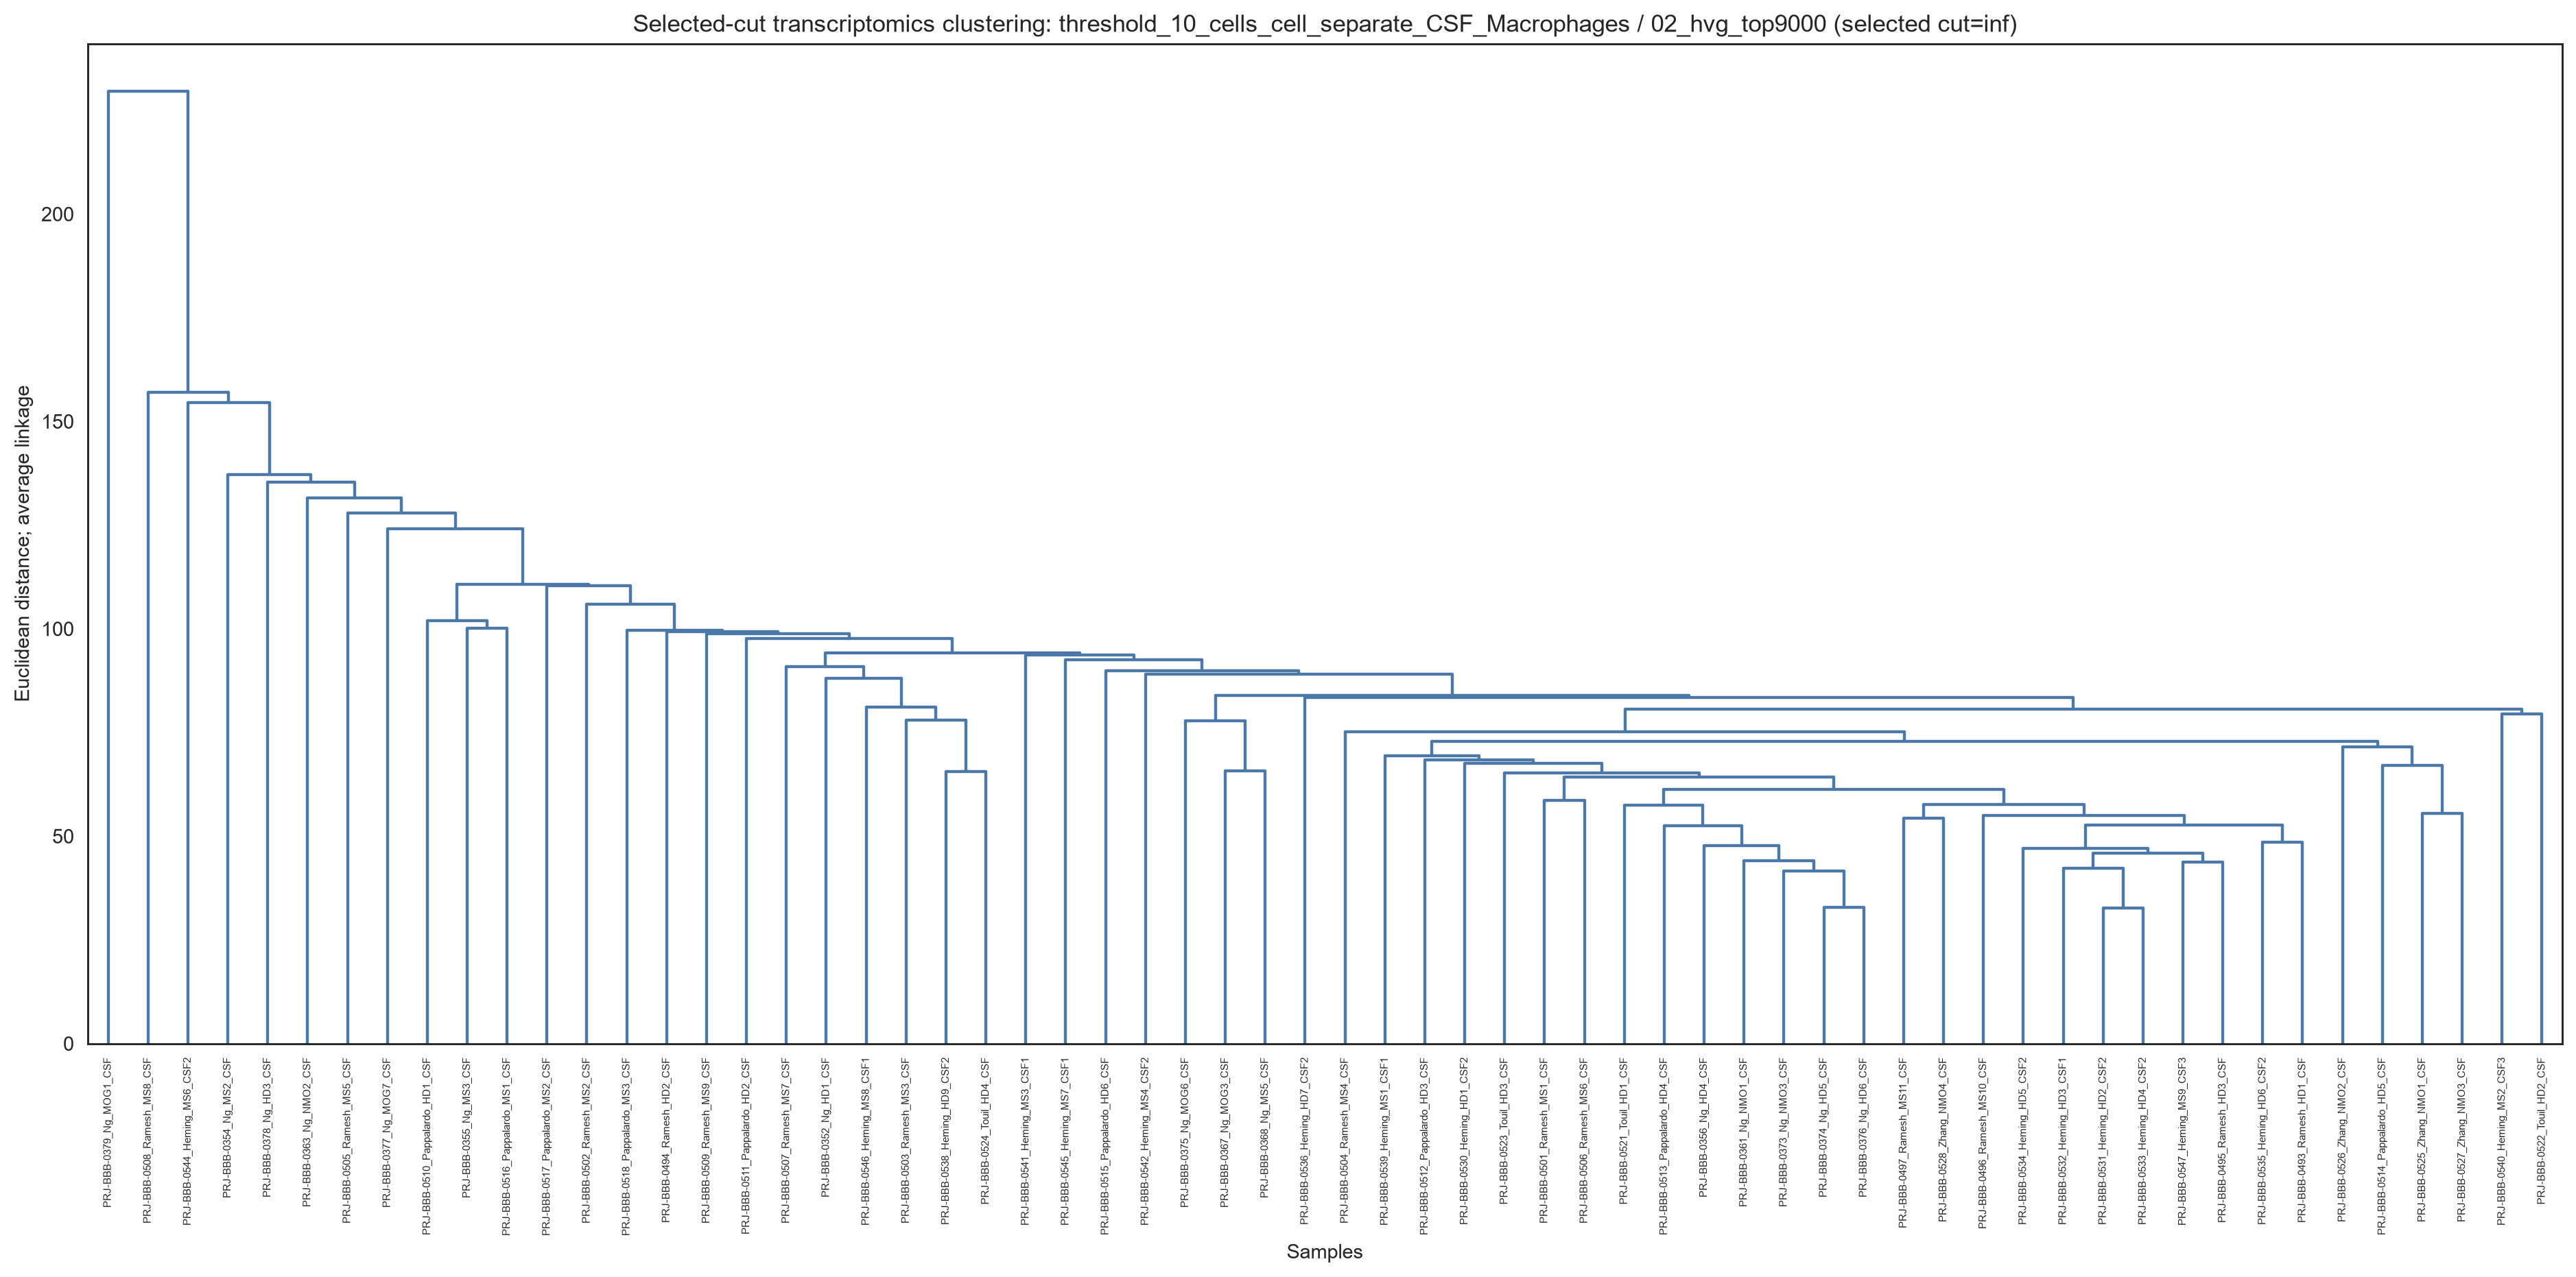 Selected-cut transcriptomics clustering: threshold_10_cells_cell_separate_CSF_Macrophages / 02_hvg_top9000 (selected cut=inf)
Euclidean distance; average linkage
200
150
100
50
0
PRJ-BBB-0379_Ng_MOG1_CSF
PRJ-BBB-0508_Ramesh_MS8_CSF
PRJ-BBB-0544_Heming_MS6_CSF2
PRJ-BBB-0354_Ng_MS2_CSF
PRJ-BBB-0378_Ng_HD3_CSF
PRJ-BBB-0363_Ng_NMO2_CSF
PRJ-BBB-0505_Ramesh_MS5_CSF
PRJ-BBB-0377_Ng_MOG7_CSF
PRJ-BBB-0510_Pappalardo_HD1_CSF
PRJ-BBB-0355_Ng_MS3_CSF
PRJ-BBB-0516_Pappalardo_MS1_CSF
PRJ-BBB-0517_Pappalardo_MS2_CSF
PRJ-BBB-0502_Ramesh_MS2_CSF
PRJ-BBB-0518_Pappalardo_MS3_CSF
PRJ-BBB-0494_Ramesh_HD2_CSF
PRJ-BBB-0509_Ramesh_MS9_CSF
PRJ-BBB-0511_Pappalardo_HD2_CSF
PRJ-BBB-0507_Ramesh_MS7_CSF
PRJ-BBB-0352_Ng_HD1_CSF
PRJ-BBB-0546_Heming_MS8_CSF1
PRJ-BBB-0503_Ramesh_MS3_CSF
PRJ-BBB-0538_Heming_HD9_CSF2
PRJ-BBB-0524_Touil_HD4_CSF
PRJ-BBB-0541_Heming_MS3_CSF1
PRJ-BBB-0545_Heming_MS7_CSF1
PRJ-BBB-0515_Pappalardo_HD6_CSF
PRJ-BBB-0542_Heming_MS4_CSF2
PRJ-BBB-0375_Ng_MOG6_CSF
PRJ-BBB-0367_Ng_MOG3_CSF
PRJ-BBB-0368_Ng_MS5_CSF
PRJ-BBB-0536_Heming_HD7_CSF2
PRJ-BBB-0504_Ramesh_MS4_CSF
PRJ-BBB-0539_Heming_MS1_CSF1
PRJ-BBB-0512_Pappalardo_HD3_CSF
PRJ-BBB-0530_Heming_HD1_CSF2
PRJ-BBB-0523_Touil_HD3_CSF
PRJ-BBB-0501_Ramesh_MS1_CSF
PRJ-BBB-0506_Ramesh_MS6_CSF
PRJ-BBB-0521_Touil_HD1_CSF
PRJ-BBB-0513_Pappalardo_HD4_CSF
PRJ-BBB-0356_Ng_HD4_CSF
PRJ-BBB-0361_Ng_NMO1_CSF
PRJ-BBB-0373_Ng_NMO3_CSF
PRJ-BBB-0374_Ng_HD5_CSF
PRJ-BBB-0376_Ng_HD6_CSF
PRJ-BBB-0497_Ramesh_MS11_CSF
PRJ-BBB-0528_Zhang_NMO4_CSF
PRJ-BBB-0496_Ramesh_MS10_CSF
PRJ-BBB-0534_Heming_HD5_CSF2
PRJ-BBB-0532_Heming_HD3_CSF1
PRJ-BBB-0531_Heming_HD2_CSF2
PRJ-BBB-0533_Heming_HD4_CSF2
PRJ-BBB-0547_Heming_MS9_CSF3
PRJ-BBB-0495_Ramesh_HD3_CSF
PRJ-BBB-0535_Heming_HD6_CSF2
PRJ-BBB-0493_Ramesh_HD1_CSF
PRJ-BBB-0526_Zhang_NMO2_CSF
PRJ-BBB-0514_Pappalardo_HD5_CSF
PRJ-BBB-0525_Zhang_NMO1_CSF
PRJ-BBB-0527_Zhang_NMO3_CSF
PRJ-BBB-0540_Heming_MS2_CSF3
PRJ-BBB-0522_Touil_HD2_CSF
Samples